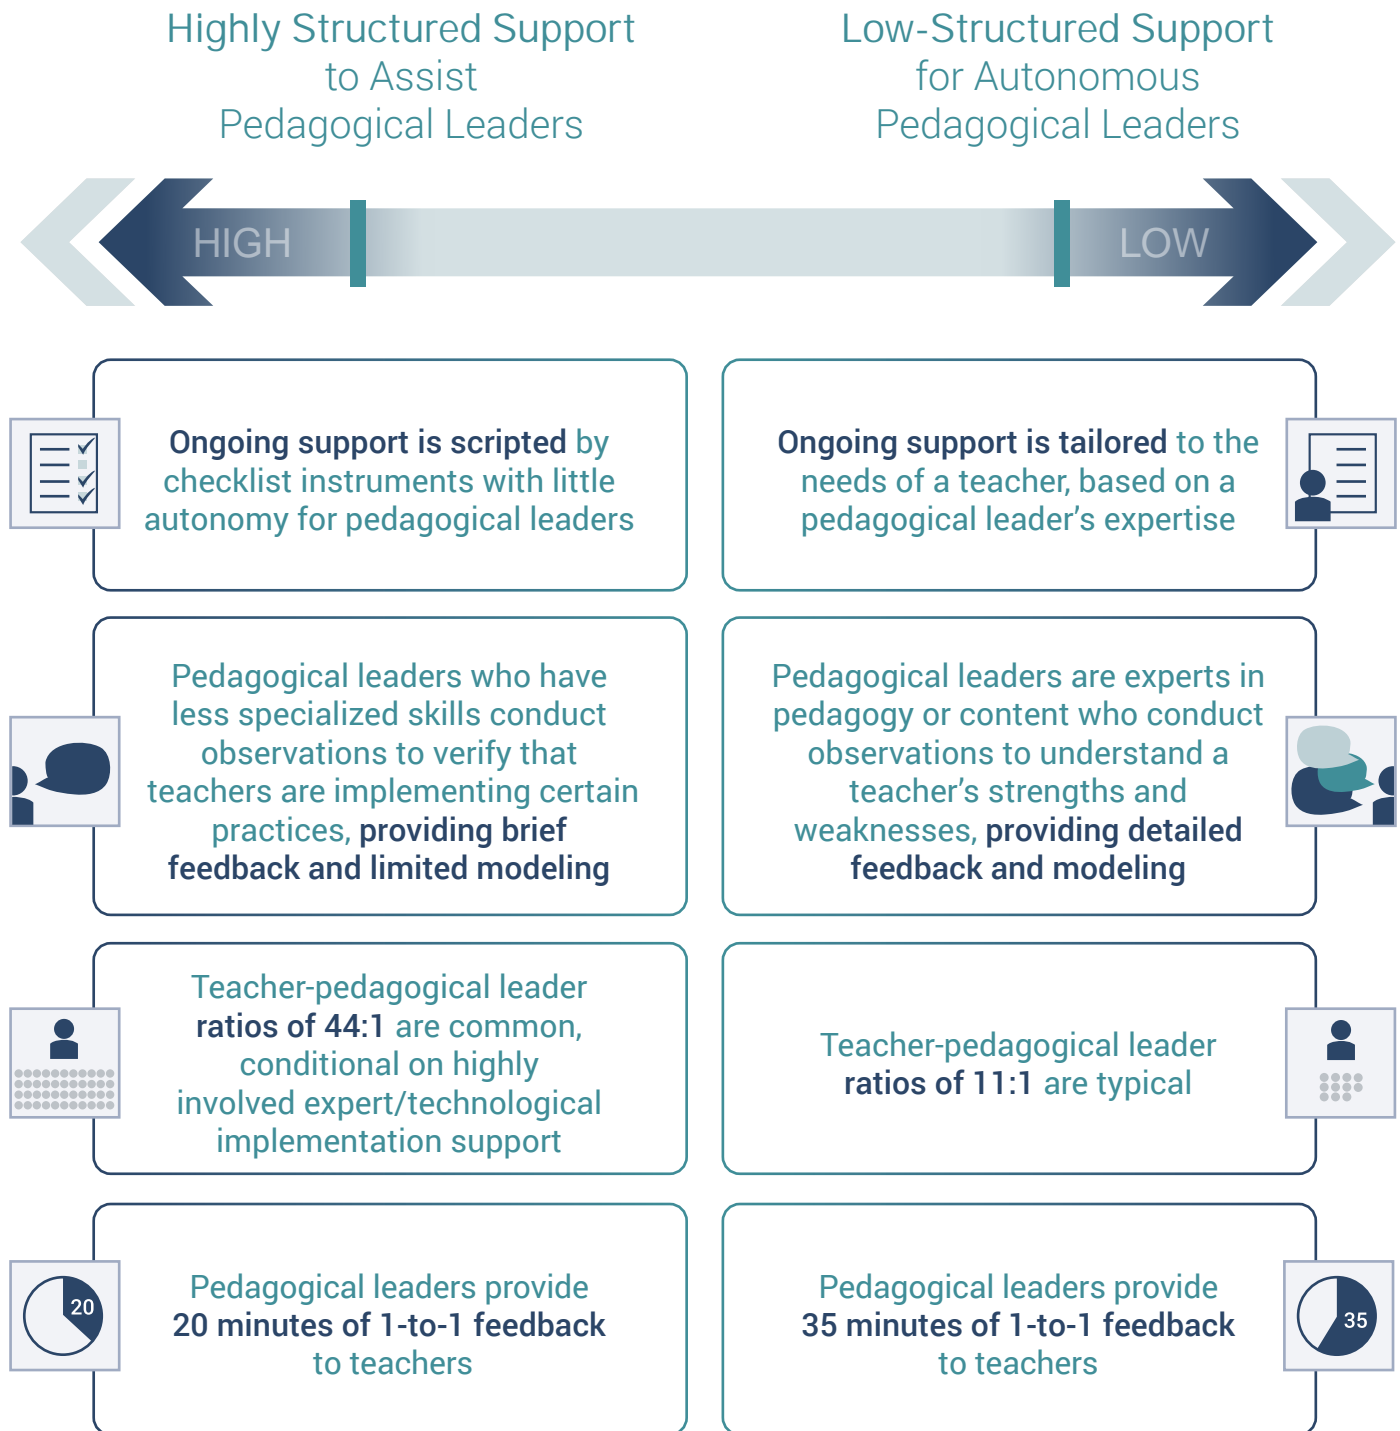 Highly Structured Support
to Assist
Pedagogical Leaders
Low-Structured Support
for Autonomous
Pedagogical Leaders
HIGH
LOW
Ongoing support is scripted by
checklist instruments with little
autonomy for pedagogical leaders
Ongoing support is tailored to the
needs of a teacher, based on a
pedagogical leader’s expertise
Pedagogical leaders who have
less specialized skills conduct
observations to verify that
teachers are implementing certain
practices, providing brief
feedback and limited modeling
Pedagogical leaders are experts in
pedagogy or content who conduct
observations to understand a
teacher’s strengths and
weaknesses, providing detailed
feedback and modeling
Teacher-pedagogical leader
ratios of 44:1 are common,
conditional on highly
involved expert/technological
implementation support
Teacher-pedagogical leader
ratios of 11:1 are typical
20
Pedagogical leaders provide
20 minutes of 1-to-1 feedback
to teachers
Pedagogical leaders provide
35 minutes of 1-to-1 feedback
to teachers
35